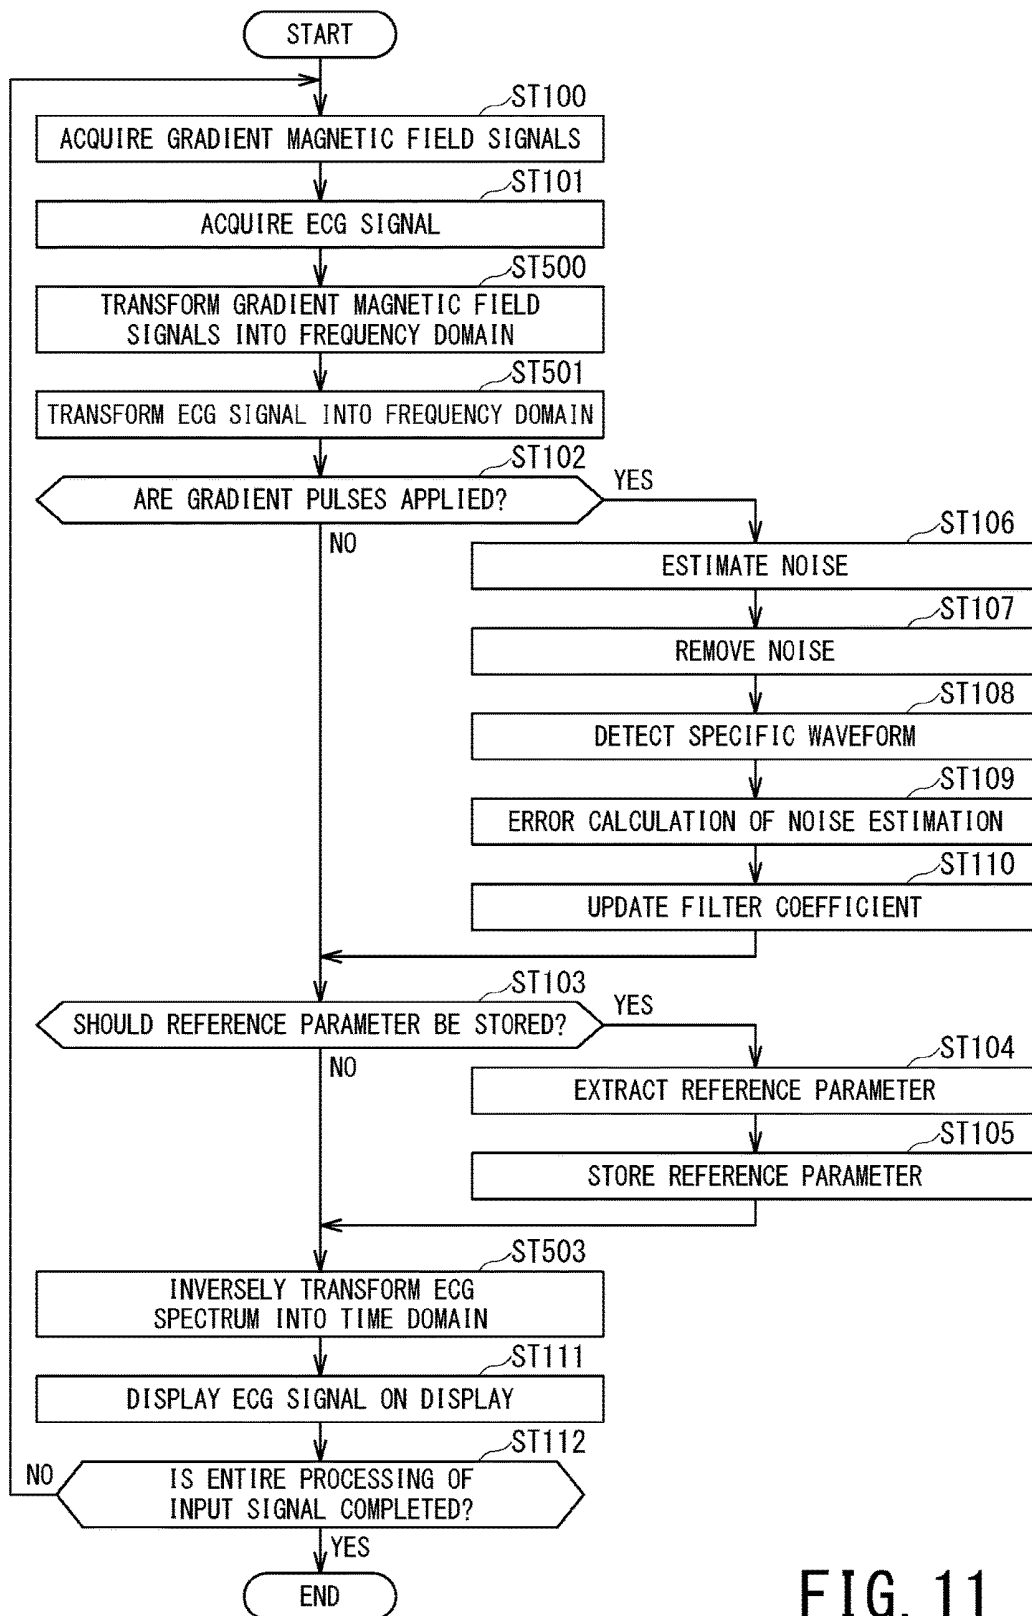 START
ST100
ACQUIRE GRADIENT MAGNETIC FIELD SIGNALS
ST101
ACQUIRE ECG SIGNAL
ST500
TRANSFORM GRADIENT MAGNETIC FIELD
SIGNALS INTO FREQUENCY DOMAIN
ST501
TRANSFORM ECG SIGNAL INTO FREQUENCY DOMAIN
ST102
ARE GRADIENT PULSES APPLIED?
YES
NO
ST106
ESTIMATE NOISE
ST107
REMOVE NOISE
ST108
DETECT SPECIFIC WAVEFORM
ST109
ERROR CALCULATION OF NOISE ESTIMATION
ST110
UPDATE FILTER COEFFICIENT
ST103
SHOULD REFERENCE PARAMETER BE STORED?
YES
NO
ST104
EXTRACT REFERENCE PARAMETER
ST105
STORE REFERENCE PARAMETER
ST503
INVERSELY TRANSFORM ECG
SPECTRUM INTO TIME DOMAIN
ST111
DISPLAY ECG SIGNAL ON DISPLAY
ST112
NO
IS ENTIRE PROCESSING OF
INPUT SIGNAL COMPLETED?
YES
END
FIG. 11